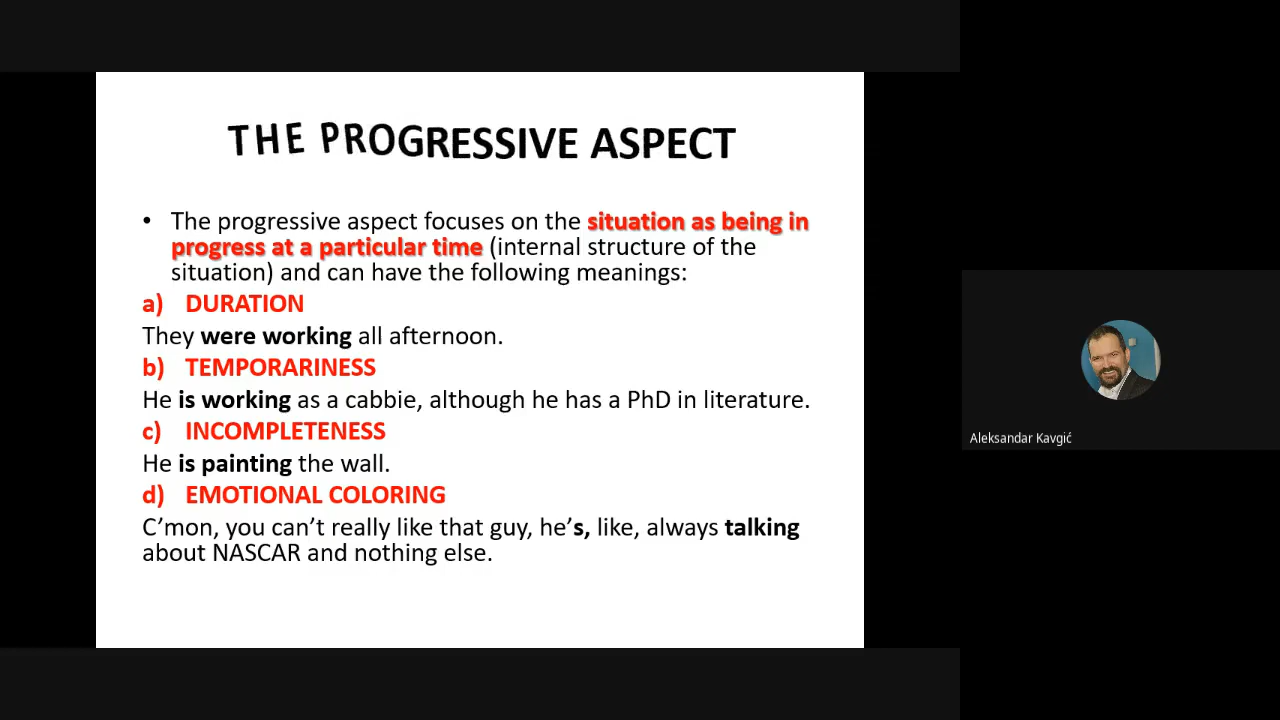 THE PROGRESSIVE ASPECT
• The progressive aspect focuses on the situation as being in
progress at a particular time (internal structure of the
situation) and can have the following meanings:
a) DURATION
They were working all afternoon.
b) TEMPORARINESS
He is working as a cabbie, although he has a PhD in literature.
c) INCOMPLETENESS
He is painting the wall.
d) EMOTIONAL COLORING
C’mon, you can’t really like that guy, he’s, like, always talking
about NASCAR and nothing else.
Aleksandar Kavgić